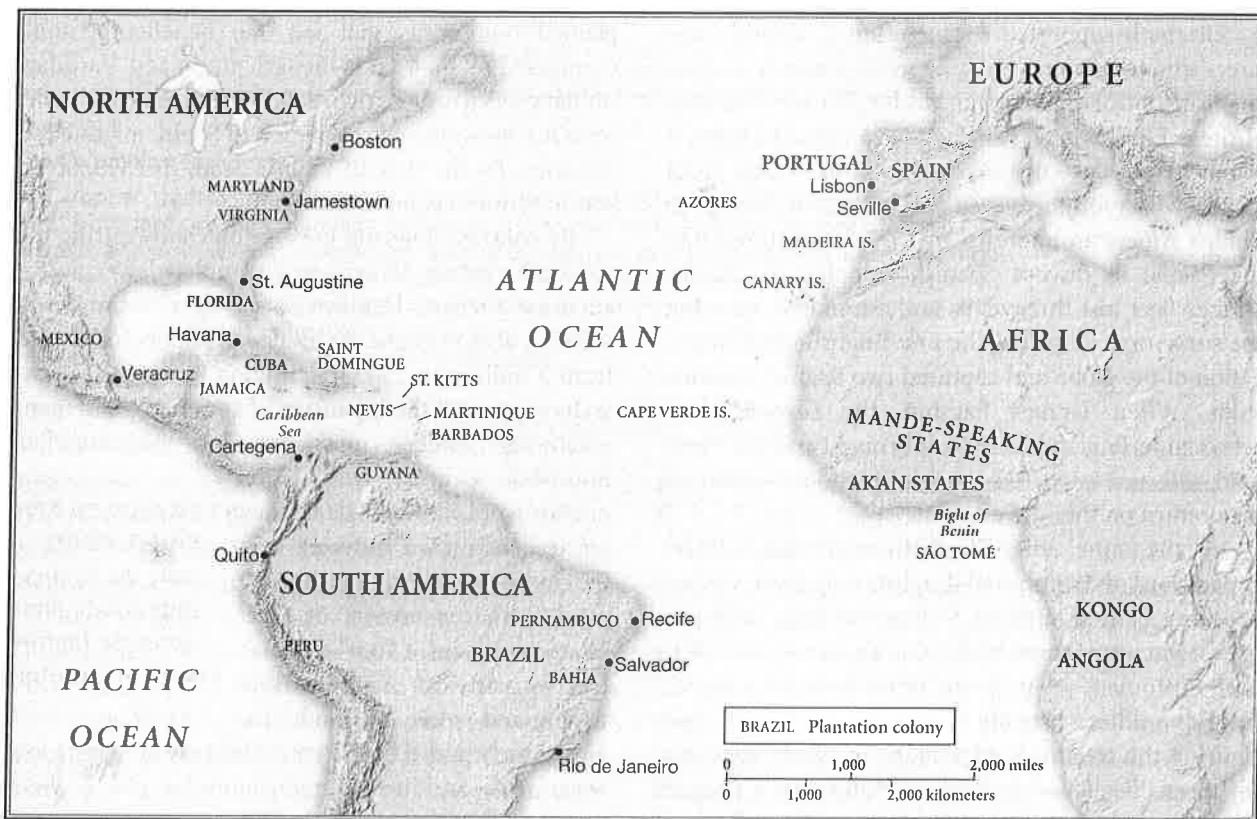 EUROPE
NORTH AMERICA
Boston
PORTUGAL
SPAIN
Lisbon
MARYLAND
VIRGINIA
Jamestown
AZORES
Seville
MADEIRA IS.
St. Augustine
FLORIDA
ATLANTIC
OCEAN
CANARY IS.
MEXICO
Havana
CUBA
SAINT
DOMINGUE
AFRICA
Veracruz
JAMAICA
ST. KITTS
NEVIS
MARTINIQUE
BARBADOS
CAPE VERDE IS.
Caribbean
Sea
Cartegena
MANDE-SPEAKING
STATES
GUYANA
AKAN STATES
Bight of
Benin
SÃO TOMÉ
Quito
SOUTH AMERICA
PERNAMBUCO
Recife
KONGO
PERU
BRAZIL
BAHÍA
Salvador
ANGOLA
PACIFIC
OCEAN
BRAZIL Plantation colony
Rio de Janeiro
0 1,000 2,000 miles
0 1,000 2,000 kilometers